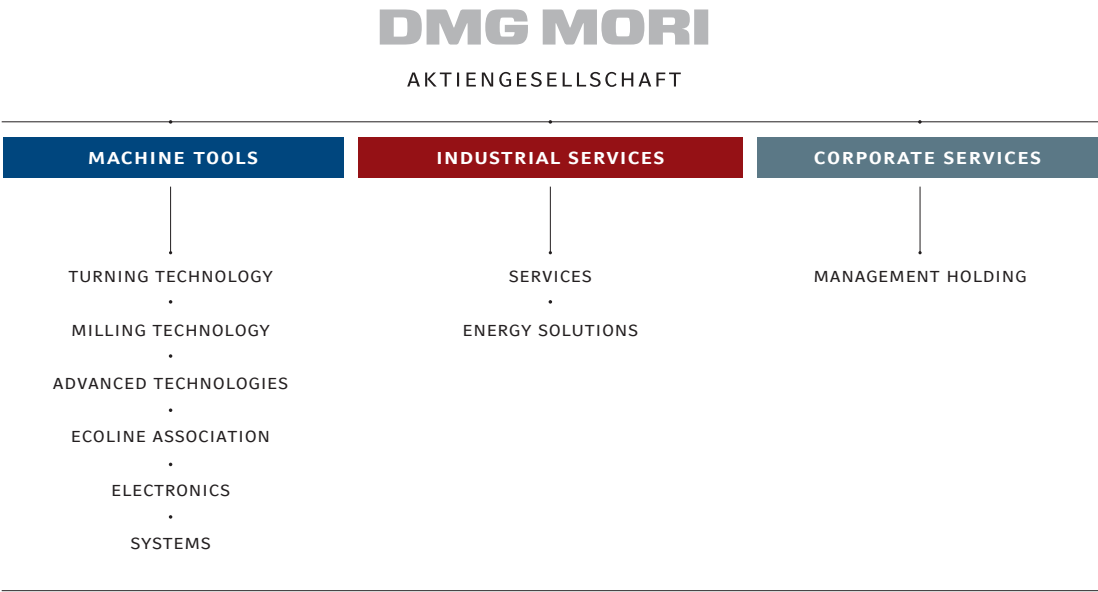 DMG MORI
AKTIENGESELLSCHAFT
MACHINE TOOLS
INDUSTRIAL SERVICES
CORPORATE SERVICES
TURNING TECHNOLOGY
SERVICES
MANAGEMENT HOLDING
MILLING TECHNOLOGY
ENERGY SOLUTIONS
ADVANCED TECHNOLOGIES
ECOLINE ASSOCIATION
ELECTRONICS
SYSTEMS